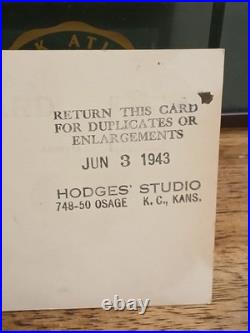 RETURN THIS CARD
FOR DUPLICATES OR
ENLARGEMENTS
JUN 3 1943
HODGES' STUDIO
748-50 OSAGE K. C., KANS.